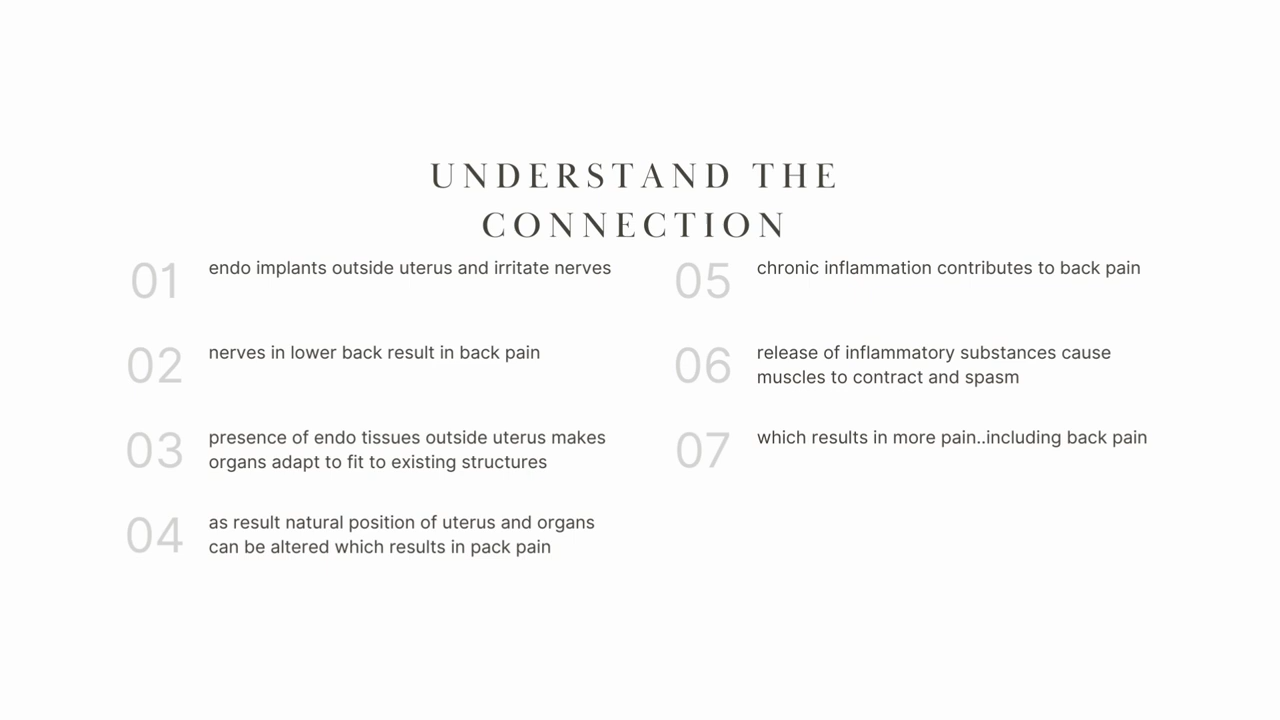 UNDERSTAND THE
CONNECTION
01
endo implants outside uterus and irritate nerves
02
nerves in lower back result in back pain
03
presence of endo tissues outside uterus makes
organs adapt to fit to existing structures
04
as result natural position of uterus and organs
can be altered which results in pack pain
05
chronic inflammation contributes to back pain
06
release of inflammatory substances cause
muscles to contract and spasm
07
which results in more pain..including back pain